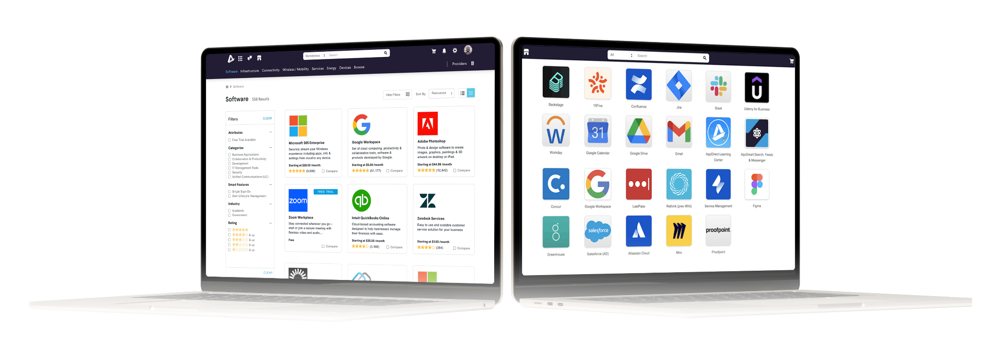 Marketplace
Search
Software Infrastructure Connectivity Wireless / Mobility Services Energy Devices Browse
Providers
Software
Software 558 Results
Hide Filters
Sort By
Relevance
Filters
CLEAR
Attributes
Free Trial Available
Categories
Business Applications
Collaboration & Productivity
Development
IT Management Tools
Security
Unified Communications (UC)
Smart Features
Single Sign-On
User Lifecycle Management
Industry
Academic
Government
Rating
& up
& up
& up
& up
CLEAR
Microsoft 365 Enterprise
Securely stream your Windows
experience including apps, info &
settings from cloud to any device.
Starting at $20.00 /month
(5,036)
Compare
Google Workspace
Set of cloud computing, productivity &
collaboration tools, software &
products developed by Google.
Starting at $5.00 /month
(31,177)
Compare
Adobe Photoshop
Photo & design software to create
images, graphics, paintings & 3D
artwork on desktop or iPad.
Starting at $44.99 /month
(12,842)
Compare
zoom
FREE TRIAL
Zoom Workplace
Stay connected wherever you go –
start or join a secure meeting with
flawless video and audio,...
Free
Compare
qb
Intuit QuickBooks Online
Cloud-based accounting software
designed to help businesses manage
their finances with ease.
Starting at $35.00 /month
(3,168)
Compare
Zendesk Services
Easy to use and scalable customer
service solution for your business
Starting at $1.00 /month
(384)
Compare
All
Search
Backstage
15Five
Confluence
Jira
Slack
Udemy for Business
Workday
31
Google Calendar
Google Drive
Gmail
AppDirect Learning
Center
AppSmart Search, Feeds
& Messenger
Concur
Google Workspace
LastPass
Rethink (prev Whil)
Service Management
Figma
Greenhouse
salesforce
Salesforce (AD)
Atlassian Cloud
Miro
proofpoint
Proofpoint